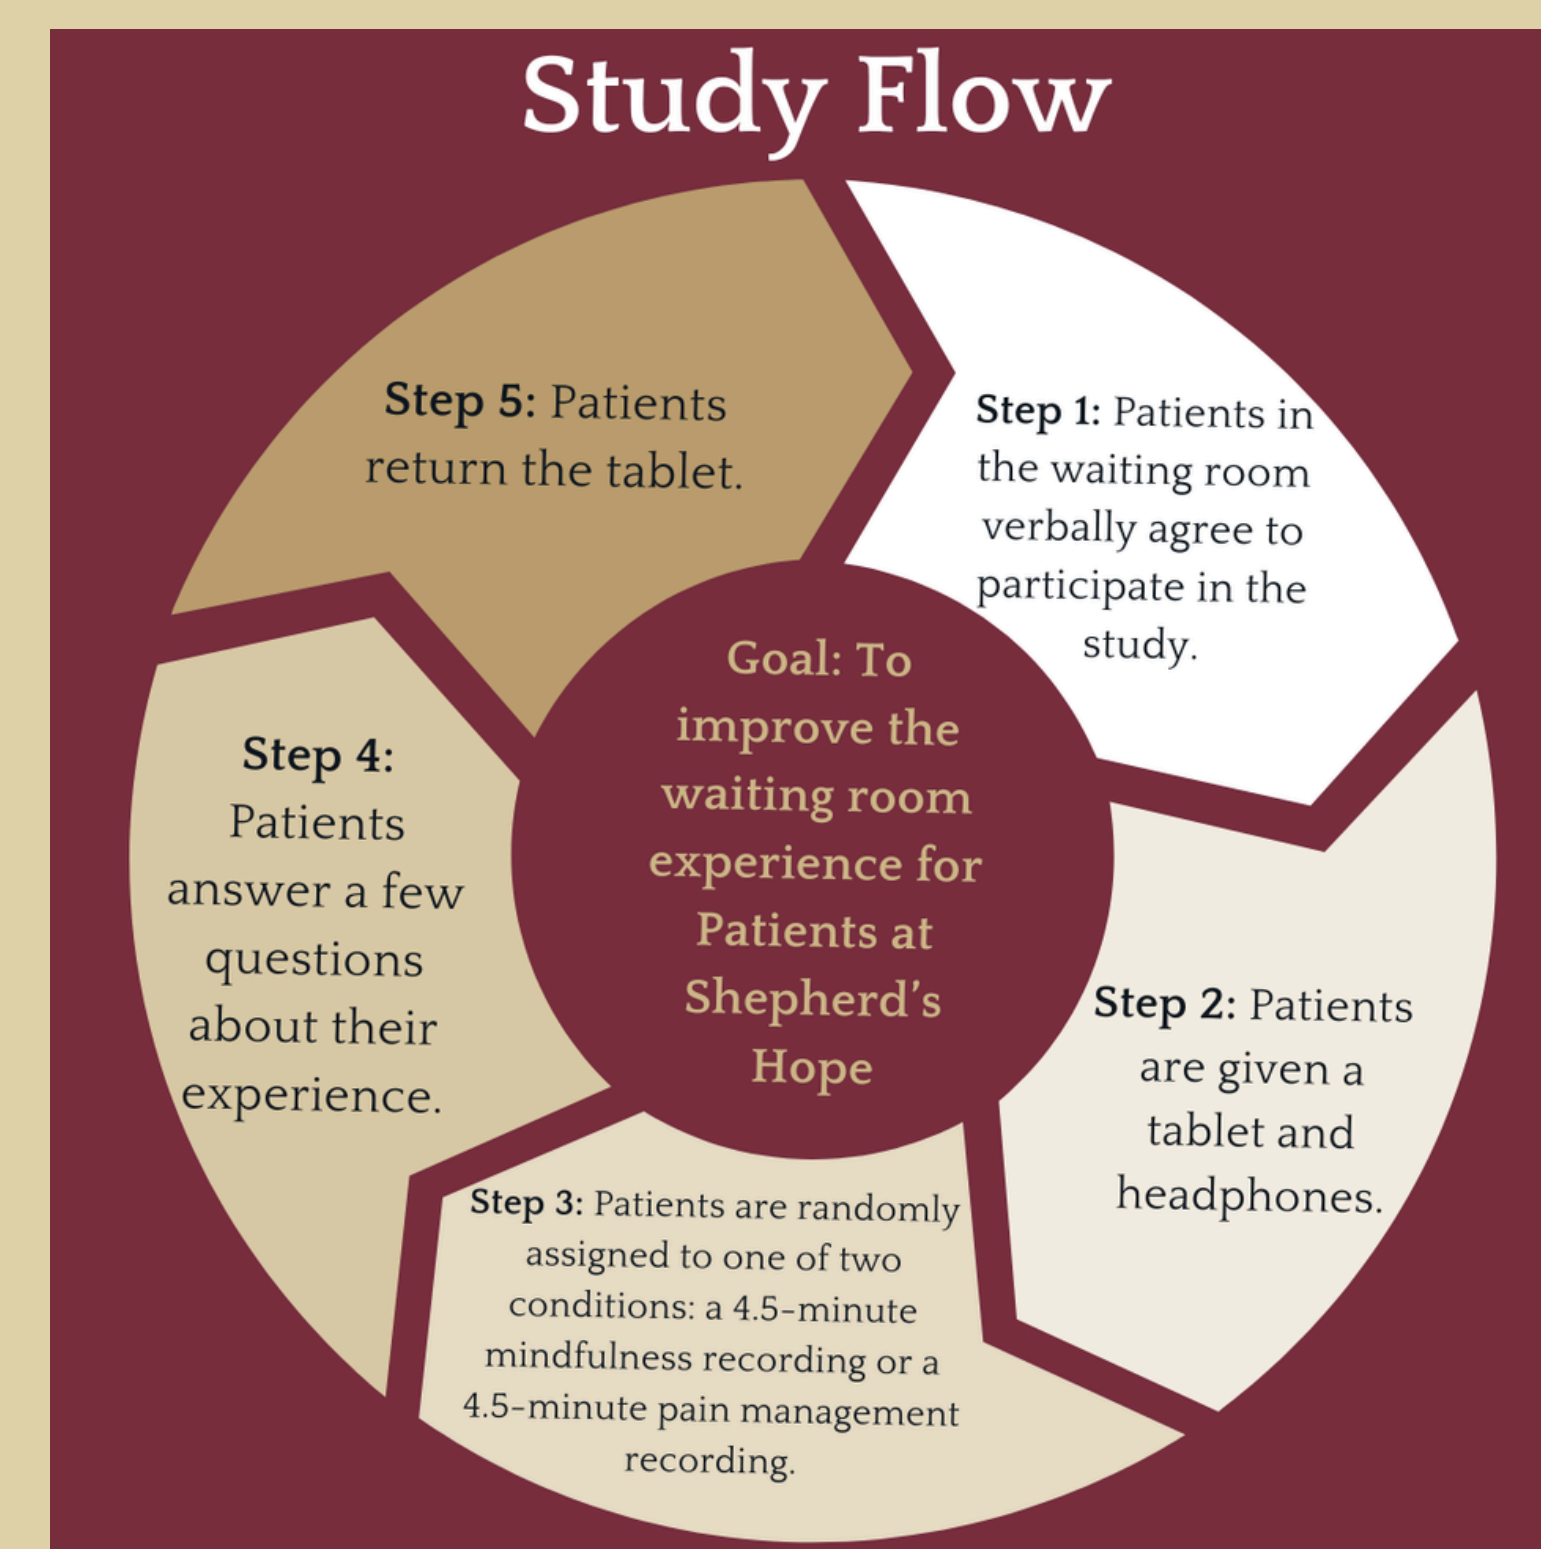 Study Flow
Step 1: Patients in
the waiting room
verbally agree to
participate in the
study.
Step 2: Patients
are given a
tablet and
headphones.
Step 3: Patients are randomly
assigned to one of two
conditions: a 4.5-minute
mindfulness recording or a
4.5-minute pain management
recording.
Step 4:
Patients
answer a few
questions
about their
experience.
Step 5: Patients
return the tablet.
Goal: To
improve the
waiting room
experience for
Patients at
Shepherd’s
Hope